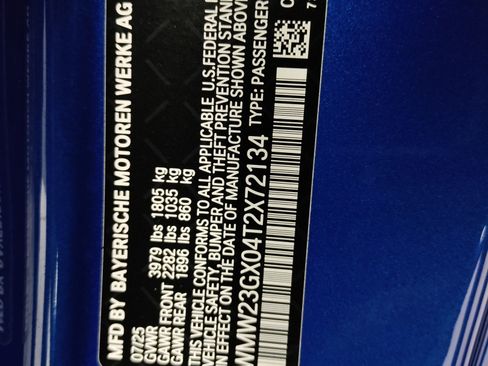 MFD BY BAYERISCHE MOTOREN WERKE AG
07/25
GVWR 3979 lbs 1805 kg
GAWR FRONT 2282 lbs 1035 kg
GAWR REAR 1896 lbs 860 kg
THIS VEHICLE CONFORMS TO ALL APPLICABLE U.S. FEDERAL
SAFETY, BUMPER AND THEFT PREVENTION STAND
IN EFFECT ON THE DATE OF MANUFACTURE SHOWN ABOVE
WMW23GX04T2X72134 TYPE: PASSENGER